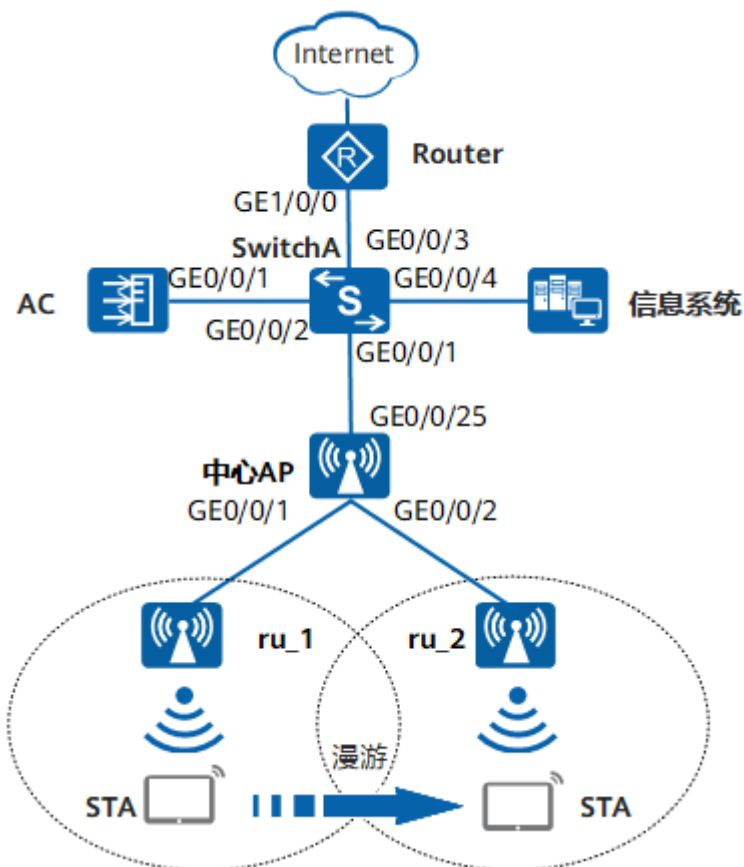 Internet
R
Router
GE1/0/0
SwitchA
GE0/0/3
AC
GE0/0/1
S
GE0/0/4
信息系统
GE0/0/2
GE0/0/1
GE0/0/25
中心AP
GE0/0/1
GE0/0/2
ru_1
ru_2
漫游
STA
STA